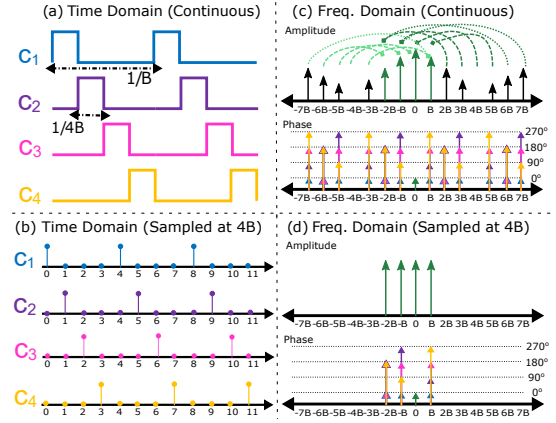 (a) Time Domain (Continuous)
C1
1/B
C2
1/4B
C3
C4
(c) Freq. Domain (Continuous)
Amplitude
-7B -6B -5B -4B -3B -2B -B 0 B 2B 3B 4B 5B 6B 7B
Phase
270°
180°
90°
0°
-7B -6B -5B -4B -3B -2B -B 0 B 2B 3B 4B 5B 6B 7B
(b) Time Domain (Sampled at 4B)
C1
0 1 2 3 4 5 6 7 8 9 10 11
C2
0 1 2 3 4 5 6 7 8 9 10 11
C3
0 1 2 3 4 5 6 7 8 9 10 11
C4
0 1 2 3 4 5 6 7 8 9 10 11
(d) Freq. Domain (Sampled at 4B)
Amplitude
-7B -6B -5B -4B -3B -2B -B 0 B 2B 3B 4B 5B 6B 7B
Phase
270°
180°
90°
0°
-7B -6B -5B -4B -3B -2B -B 0 B 2B 3B 4B 5B 6B 7B